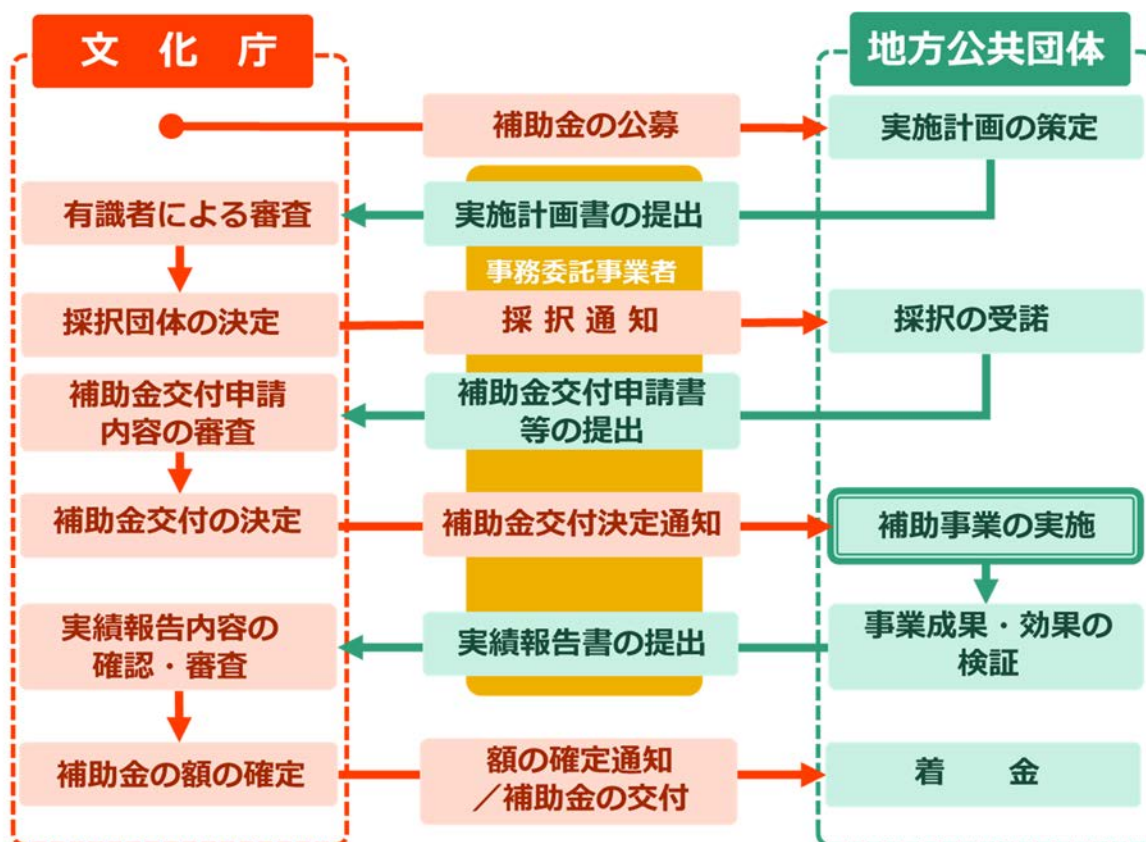 文 化 庁
地方公共団体
補助金の公募
実施計画の策定
有識者による審査
実施計画書の提出
事務委託事業者
採択団体の決定
採 択 通 知
採択の受諾
補助金交付申請
内容の審査
補助金交付申請書
等の提出
補助金交付の決定
補助金交付決定通知
補助事業の実施
実績報告内容の
確認・審査
実績報告書の提出
事業成果・効果の
検証
補助金の額の確定
額の確定通知
／補助金の交付
着 金